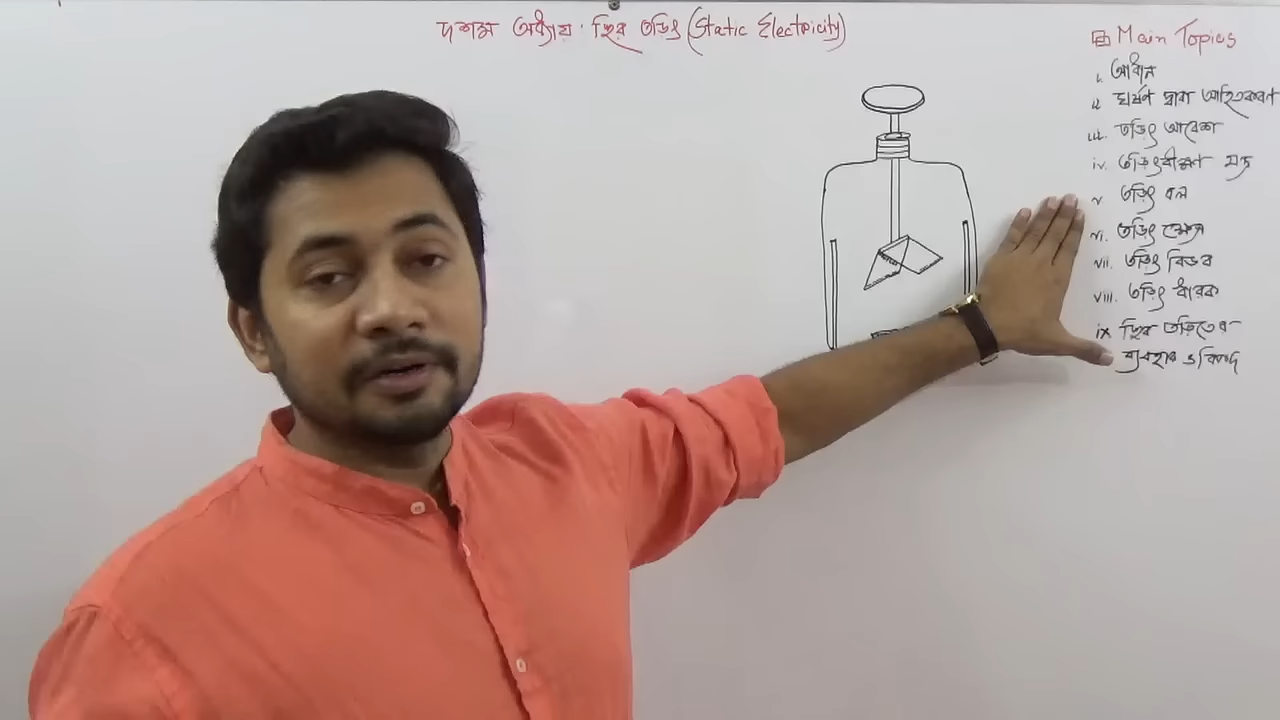 দশম অধ্যায় : স্থির তড়িৎ (Static Electricity)
Main Topics
i. আধান
ii. ঘর্ষণ দ্বারা আহিতকরণ
iii. তড়িৎ আবেশ
iv. তড়িৎবীক্ষণ যন্ত্র
v. তড়িৎ বল
vi. তড়িৎ ক্ষেত্র
vii. তড়িৎ বিভব
viii. তড়িৎ ধারক
ix স্থির তড়িতের
ব্যবহার ও বিপদ